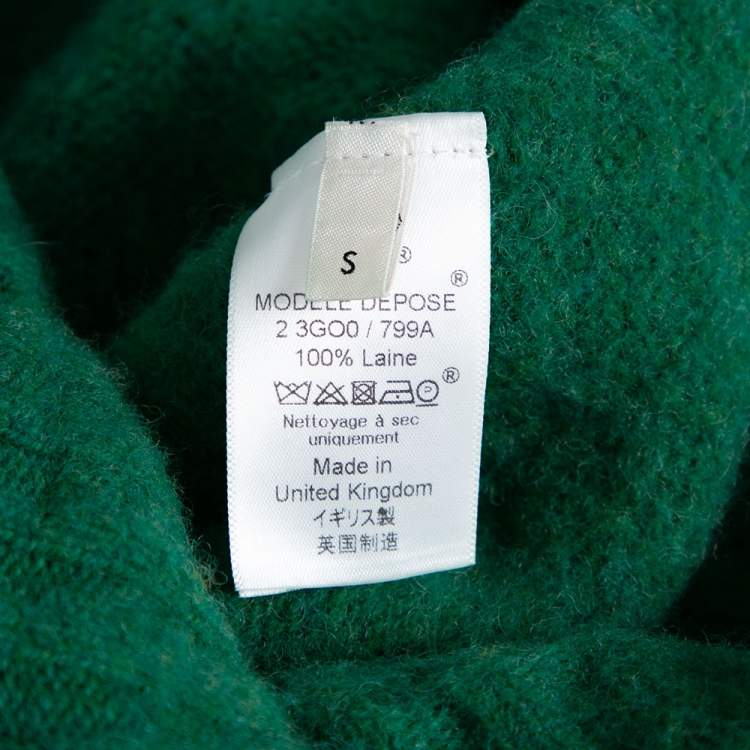 S
®
®
MODELE DEPOSE
2 3GO0 / 799A
100% Laine
P
®
Nettoyage à sec
uniquement
Made in
United Kingdom
イギリス製
英国制造